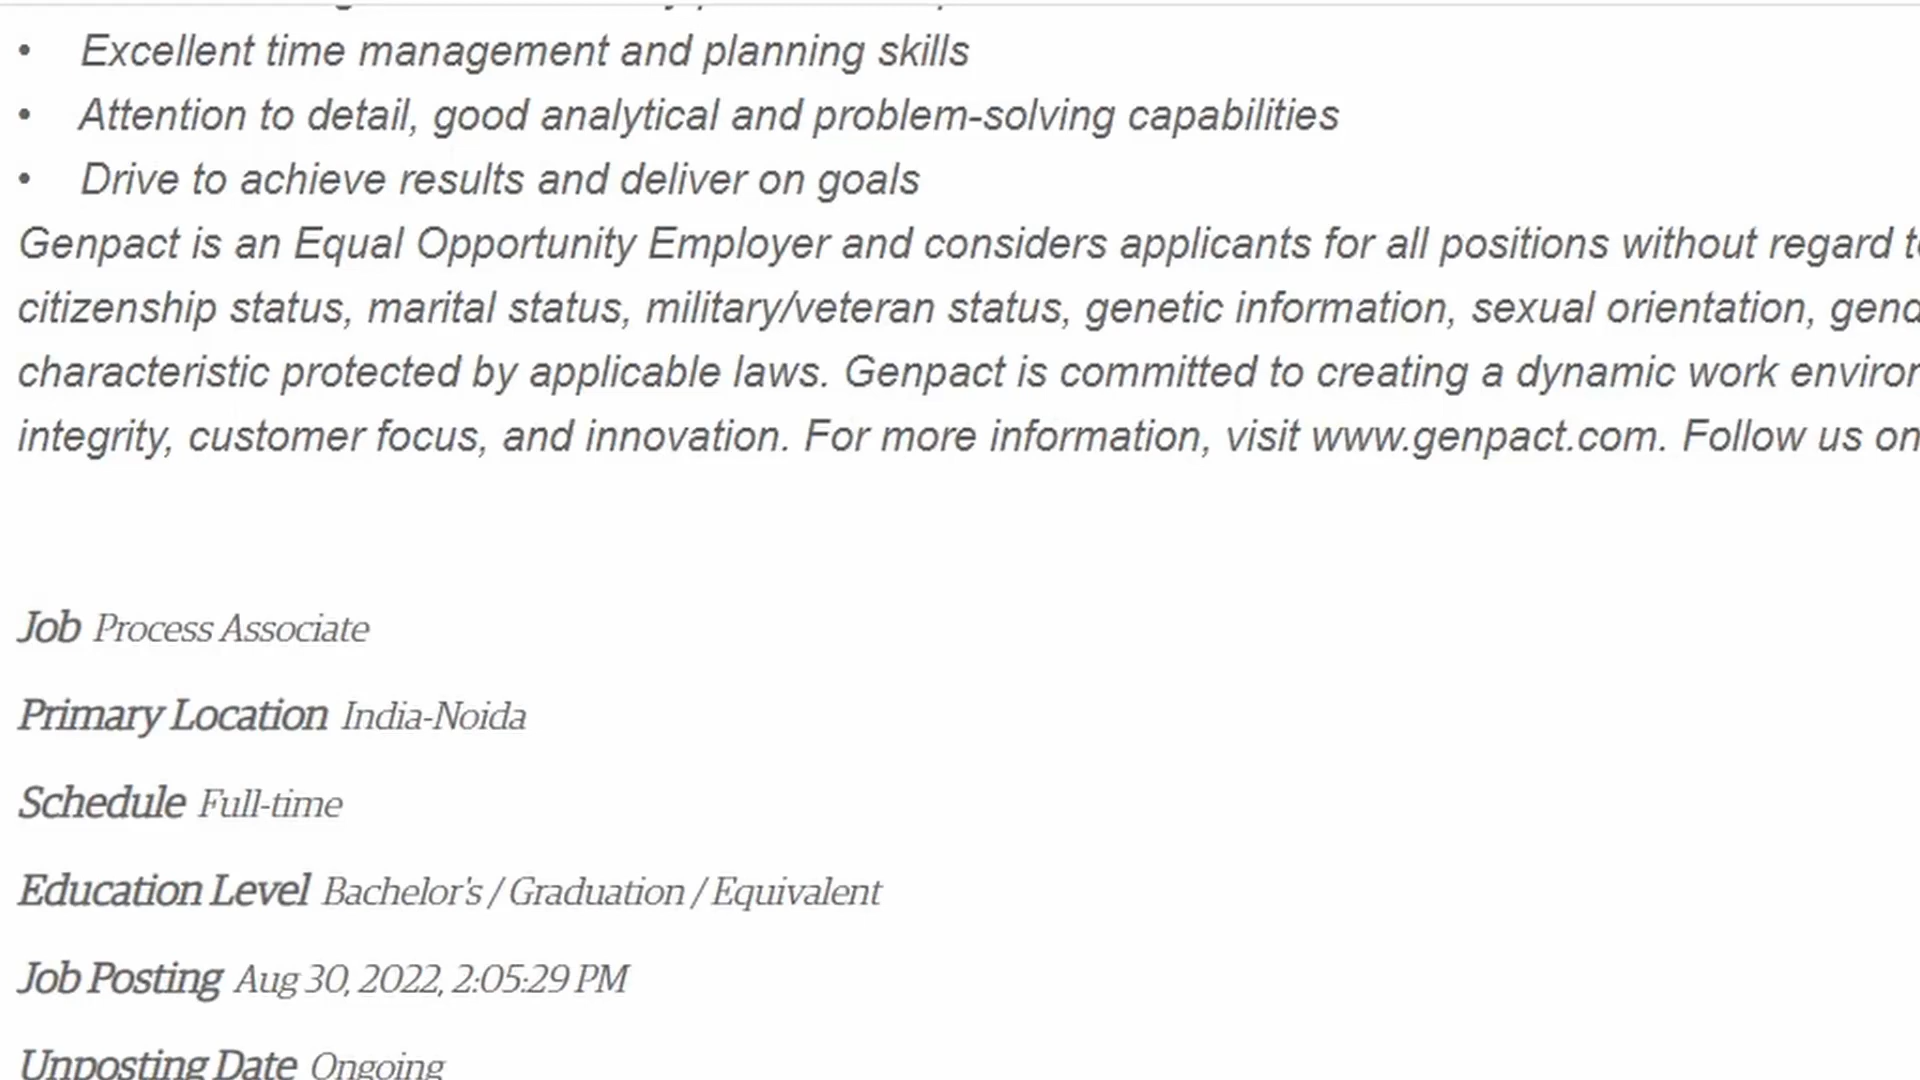 • Excellent time management and planning skills
• Attention to detail, good analytical and problem-solving capabilities
• Drive to achieve results and deliver on goals
Genpact is an Equal Opportunity Employer and considers applicants for all positions without regard
citizenship status, marital status, military/veteran status, genetic information, sexual orientation,
characteristic protected by applicable laws. Genpact is committed to creating a dynamic work
integrity, customer focus, and innovation. For more information, visit www.genpact.com. Follow us on
Job Process Associate
Primary Location India-Noida
Schedule Full-time
Education Level Bachelor's / Graduation / Equivalent
Job Posting Aug 30, 2022, 2:05:29 PM
Unposting Date Ongoing